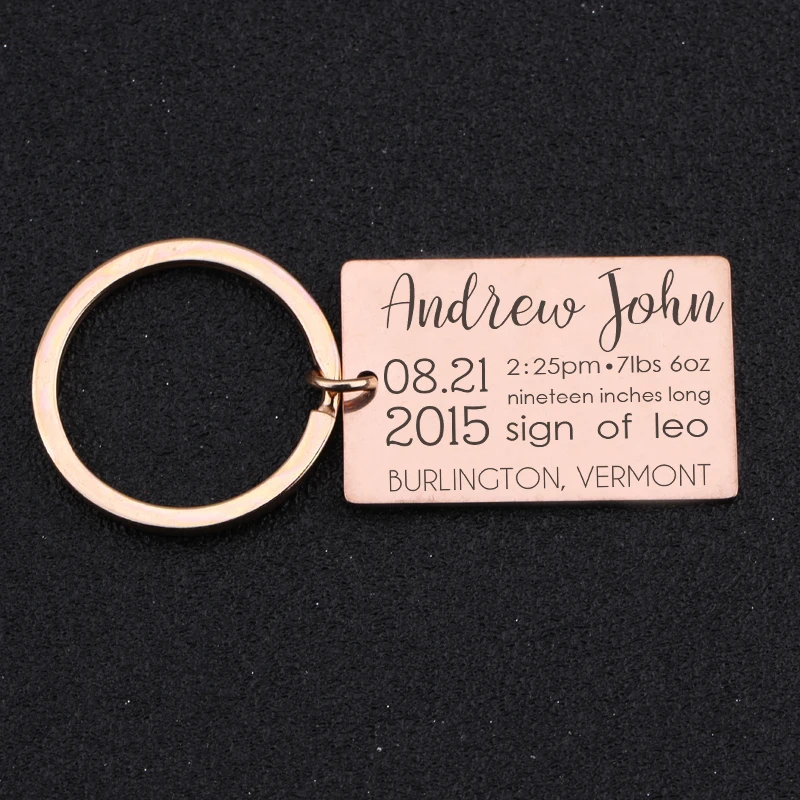 Andrew John
08.21 2:25pm•7lbs 6oz
nineteen inches long
2015 sign of leo
BURLINGTON, VERMONT